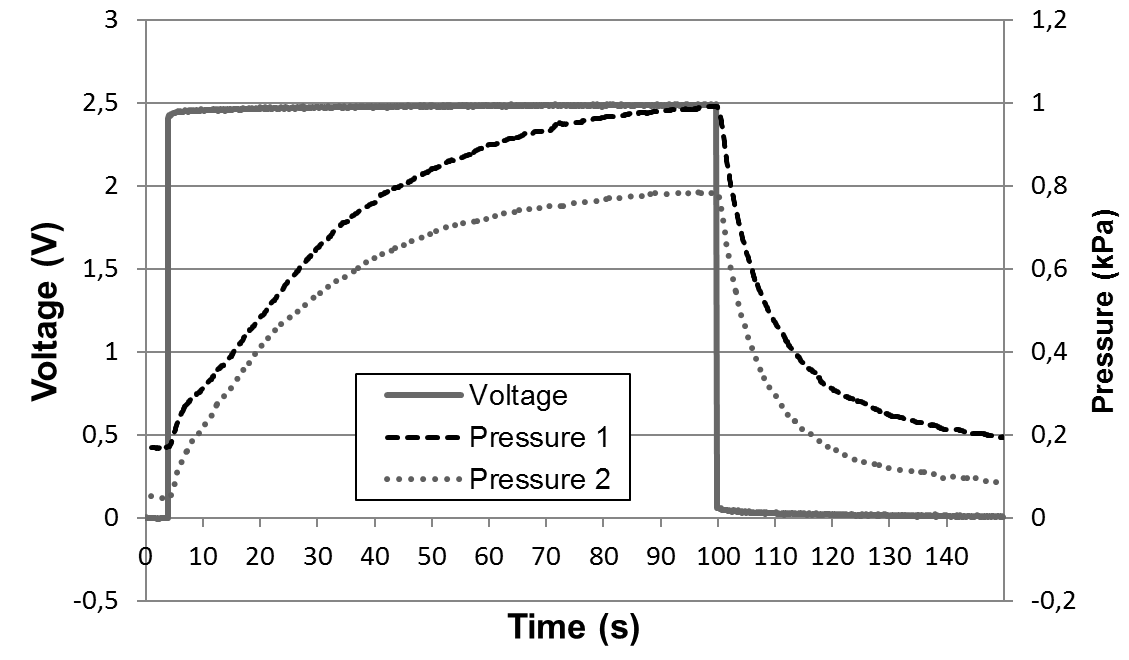 3
2,5
2
1,5
1
0,5
0
-0,5
Voltage (V)
1,2
1
0,8
0,6
0,4
0,2
0
-0,2
Pressure (kPa)
Voltage
Pressure 1
Pressure 2
0 10 20 30 40 50 60 70 80 90 100 110 120 130 140
Time (s)